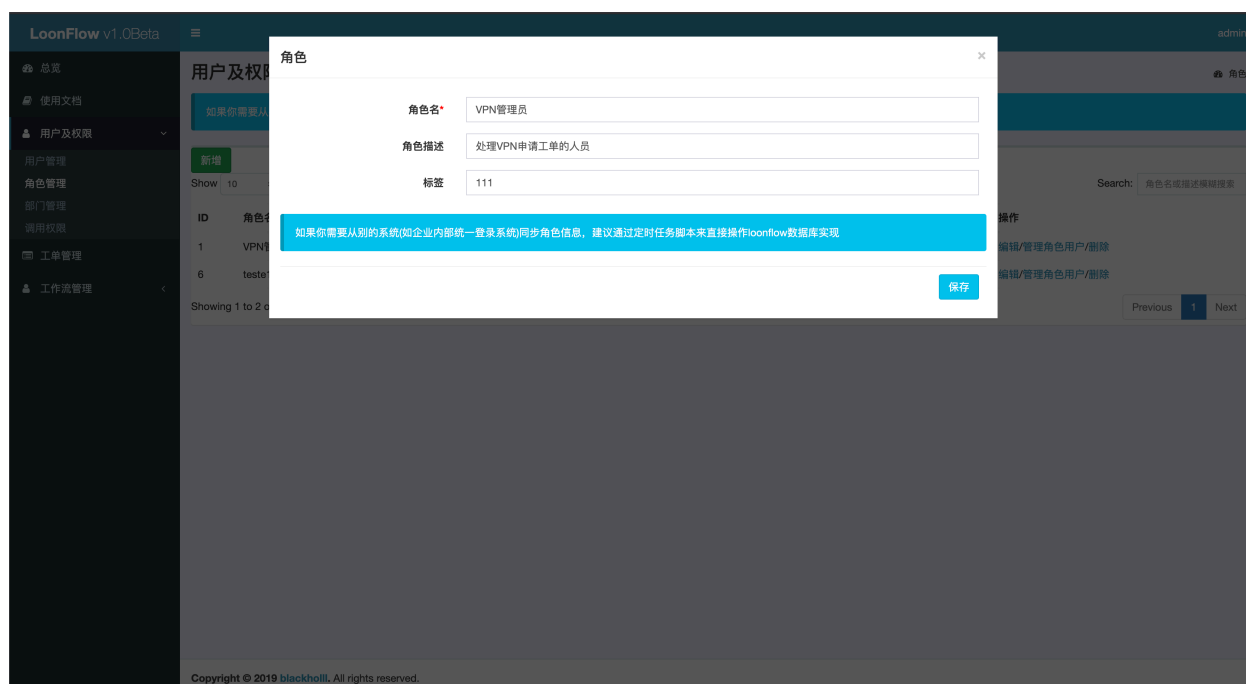 LoonFlow v1.0Beta
admin
角色
×
总览
用户及权
角色
使用文档
角色名*
VPN管理员
如果你需要从
用户及权限
角色描述
处理VPN申请工单的人员
用户管理
新增
角色管理
Show 10
标签
111
Search: 角色名或描述模糊搜索
部门管理
ID
角色
操作
调用权限
如果你需要从别的系统(如企业内部统一登录系统)同步角色信息，建议通过定时任务脚本来直接操作loonflow数据库实现
1
VPN
编辑/管理角色用户/删除
工单管理
6
teste
编辑/管理角色用户/删除
工作流管理
保存
Showing 1 to 2
Previous 1 Next
Copyright © 2019 blackholll. All rights reserved.